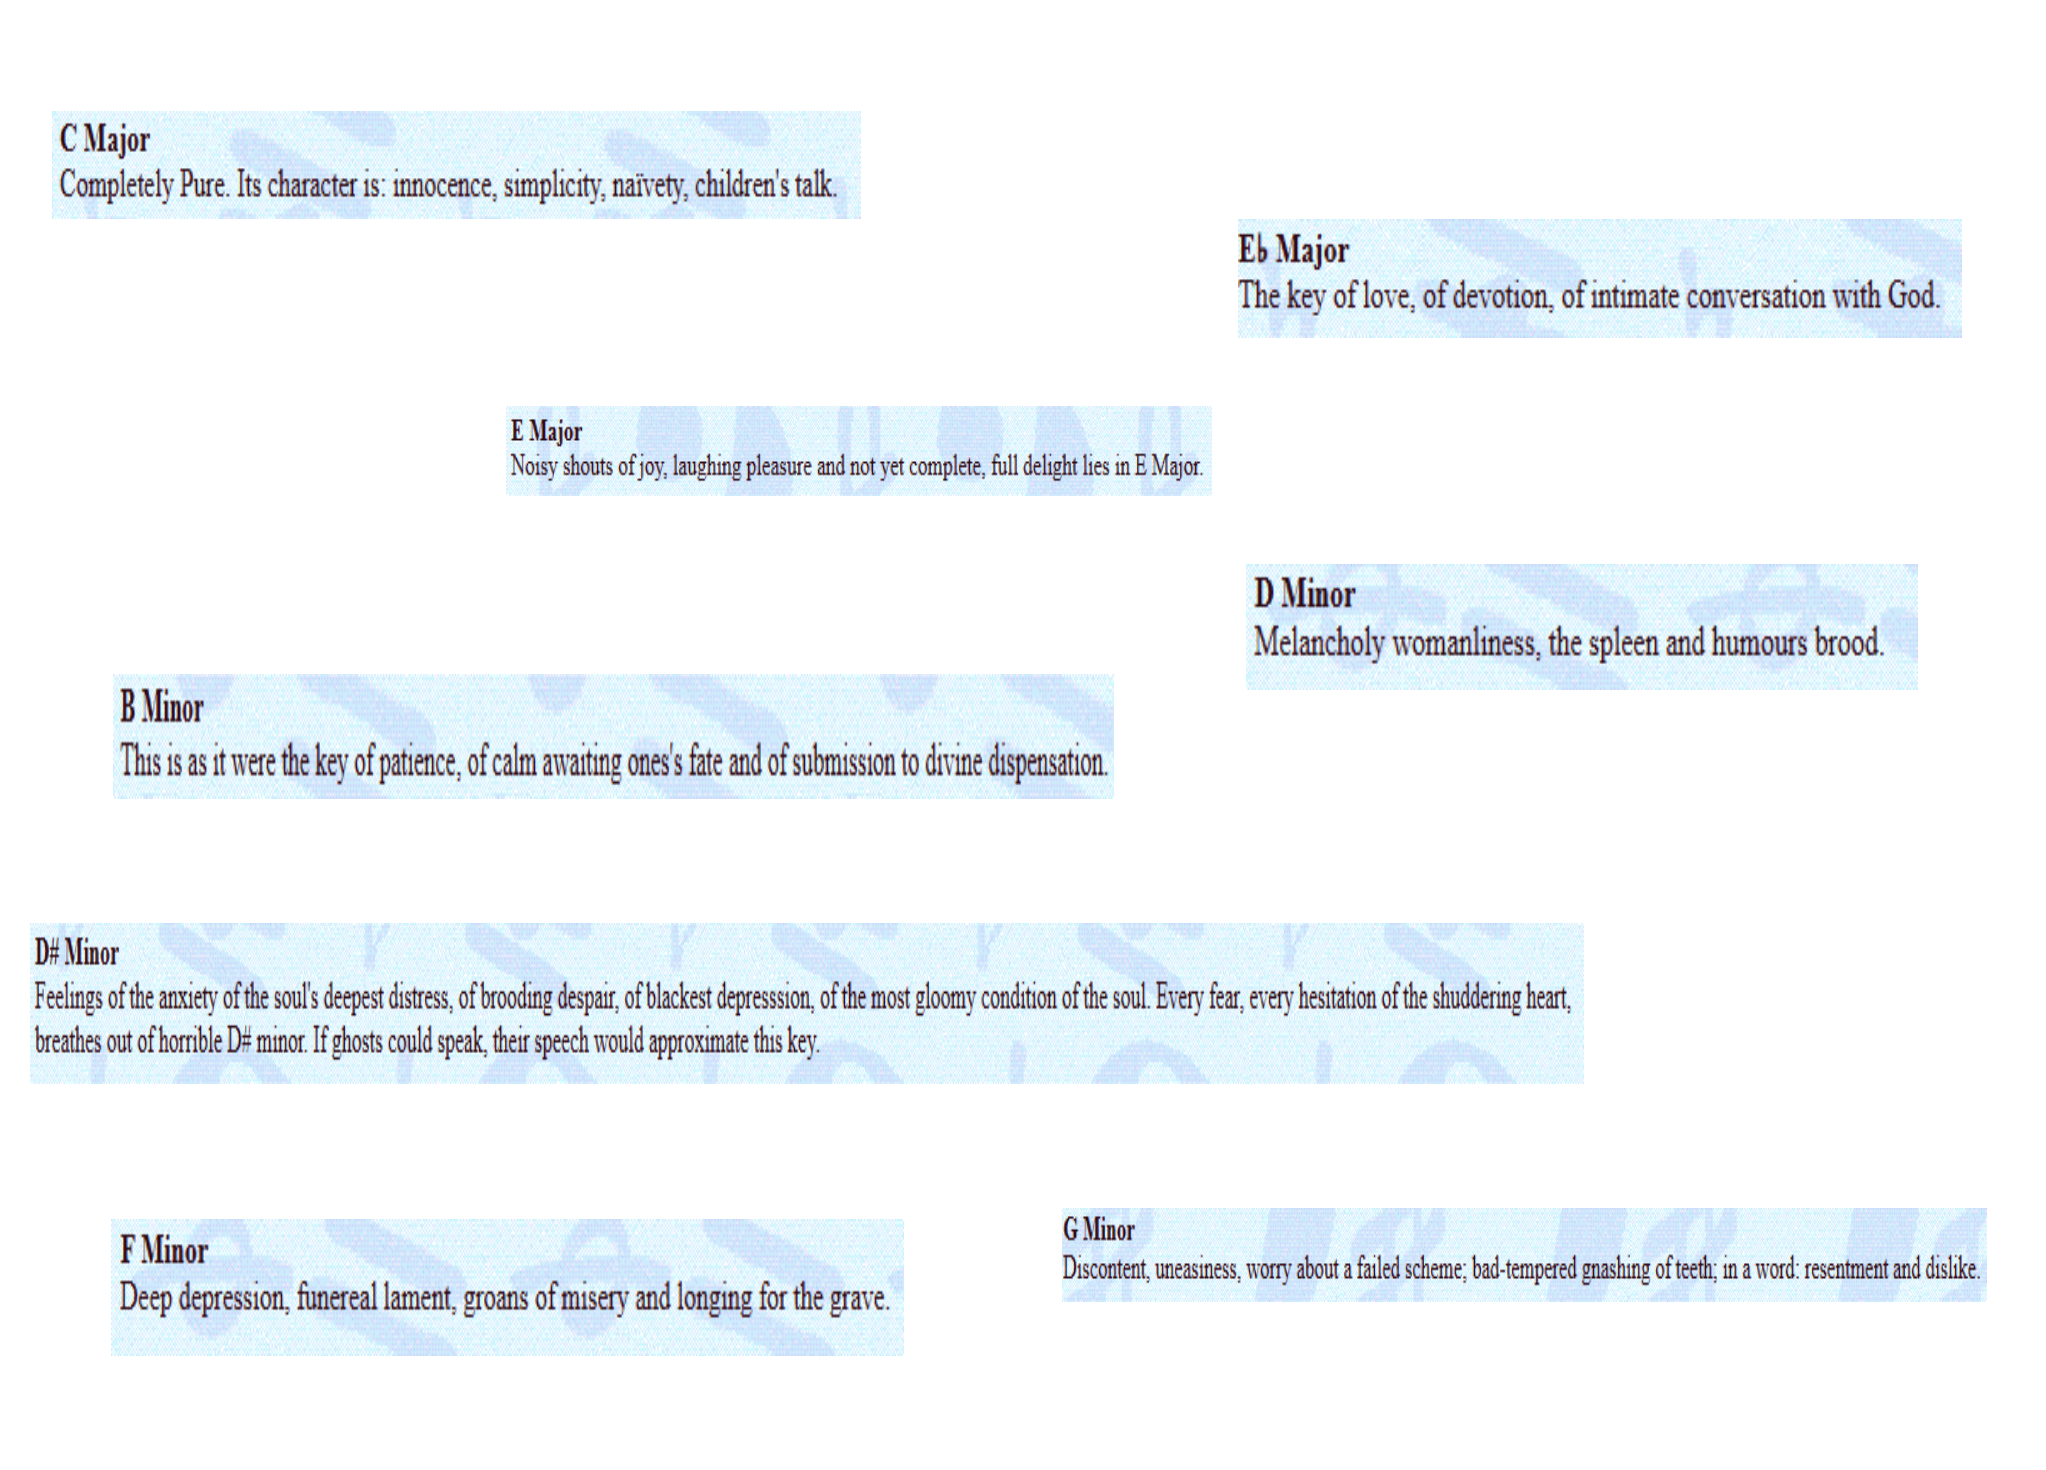 C Major
Completely Pure. Its character is: innocence, simplicity, naïvety, children's talk.
E♭ Major
The key of love, of devotion, of intimate conversation with God.
E Major
Noisy shouts of joy, laughing pleasure and not yet complete, full delight lies in E Major.
D Minor
Melancholy womanliness, the spleen and humours brood.
B Minor
This is as it were the key of patience, of calm awaiting ones's fate and of submission to divine dispensation.
D# Minor
Feelings of the anxiety of the soul's deepest distress, of brooding despair, of blackest depresssion, of the most gloomy condition of the soul. Every fear, every hesitation of the shuddering heart,
breathes out of horrible D# minor. If ghosts could speak, their speech would approximate this key.
F Minor
Deep depression, funereal lament, groans of misery and longing for the grave.
G Minor
Discontent, uneasiness, worry about a failed scheme; bad-tempered gnashing of teeth; in a word: resentment and dislike.